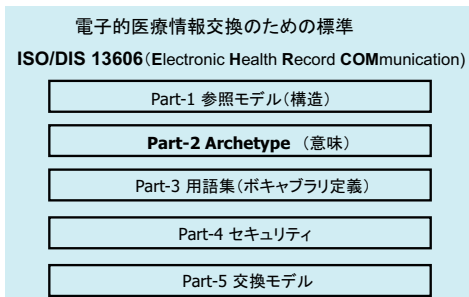 電子的医療情報交換のための標準
ISO/DIS 13606(Electronic Health Record COMmunication)
Part-1 参照モデル(構造)
Part-2 Archetype (意味)
Part-3 用語集(ボキャブラリ定義)
Part-4 セキュリティ
Part-5 交換モデル